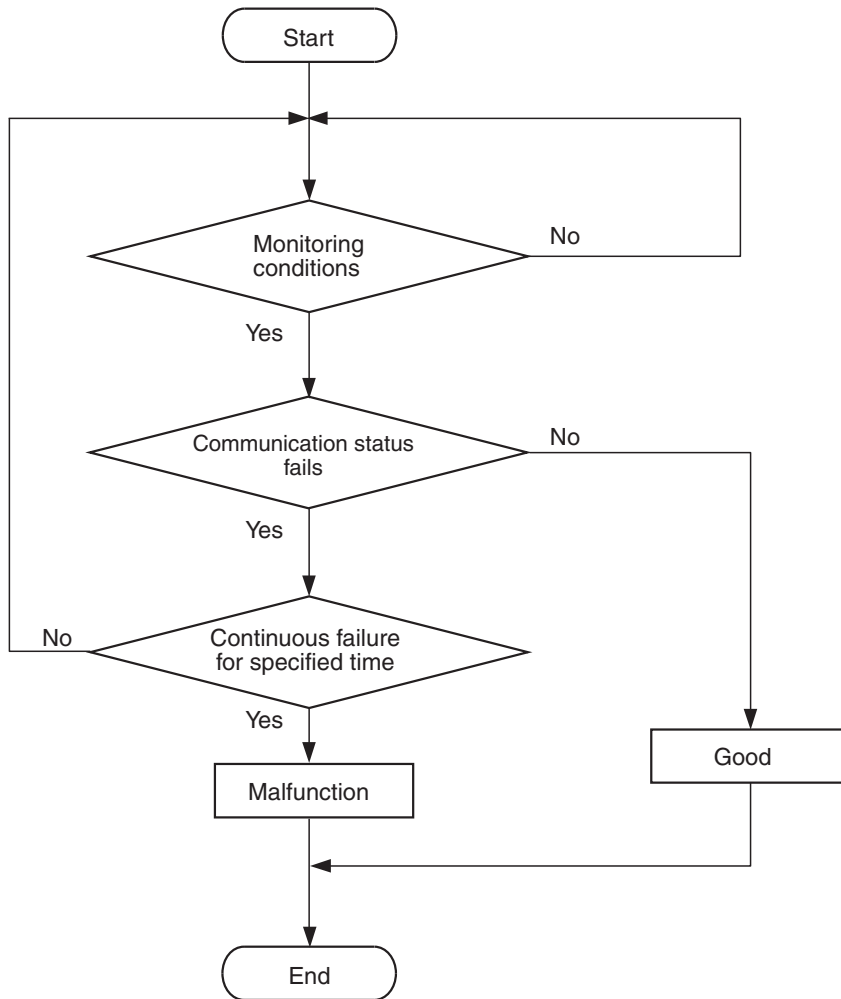 Start
Monitoring
conditions
No
Yes
Communication status
fails
No
Yes
Continuous failure
for specified time
No
Yes
Malfunction
Good
End